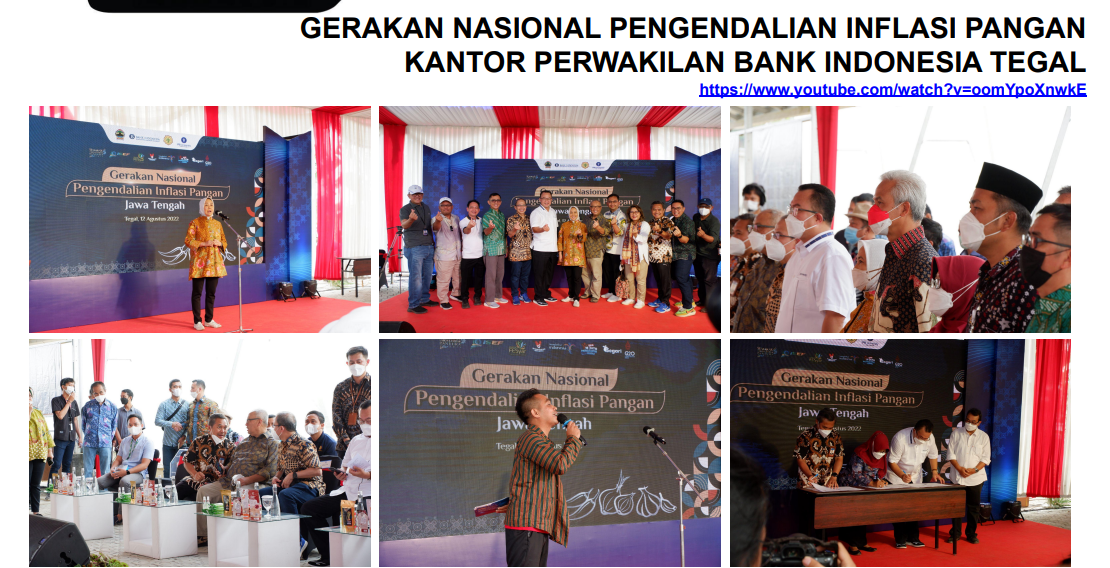 GERAKAN NASIONAL PENGENDALIAN INFLASI PANGAN
KANTOR PERWAKILAN BANK INDONESIA TEGAL
https://www.youtube.com/watch?v=oomYpoXnwkE
Gerakan Nasional
Pengendalian Inflasi Pangan
Jawa Tengah
Tegal, 12 Agustus 2022
Gerakan Nasional
Pengendalian Inflasi Pangan
Gerakan Nasional
Pengendalian Inflasi Pangan
Jawa Tengah
Gerakan Nasional
Pengendalian Inflasi Pangan